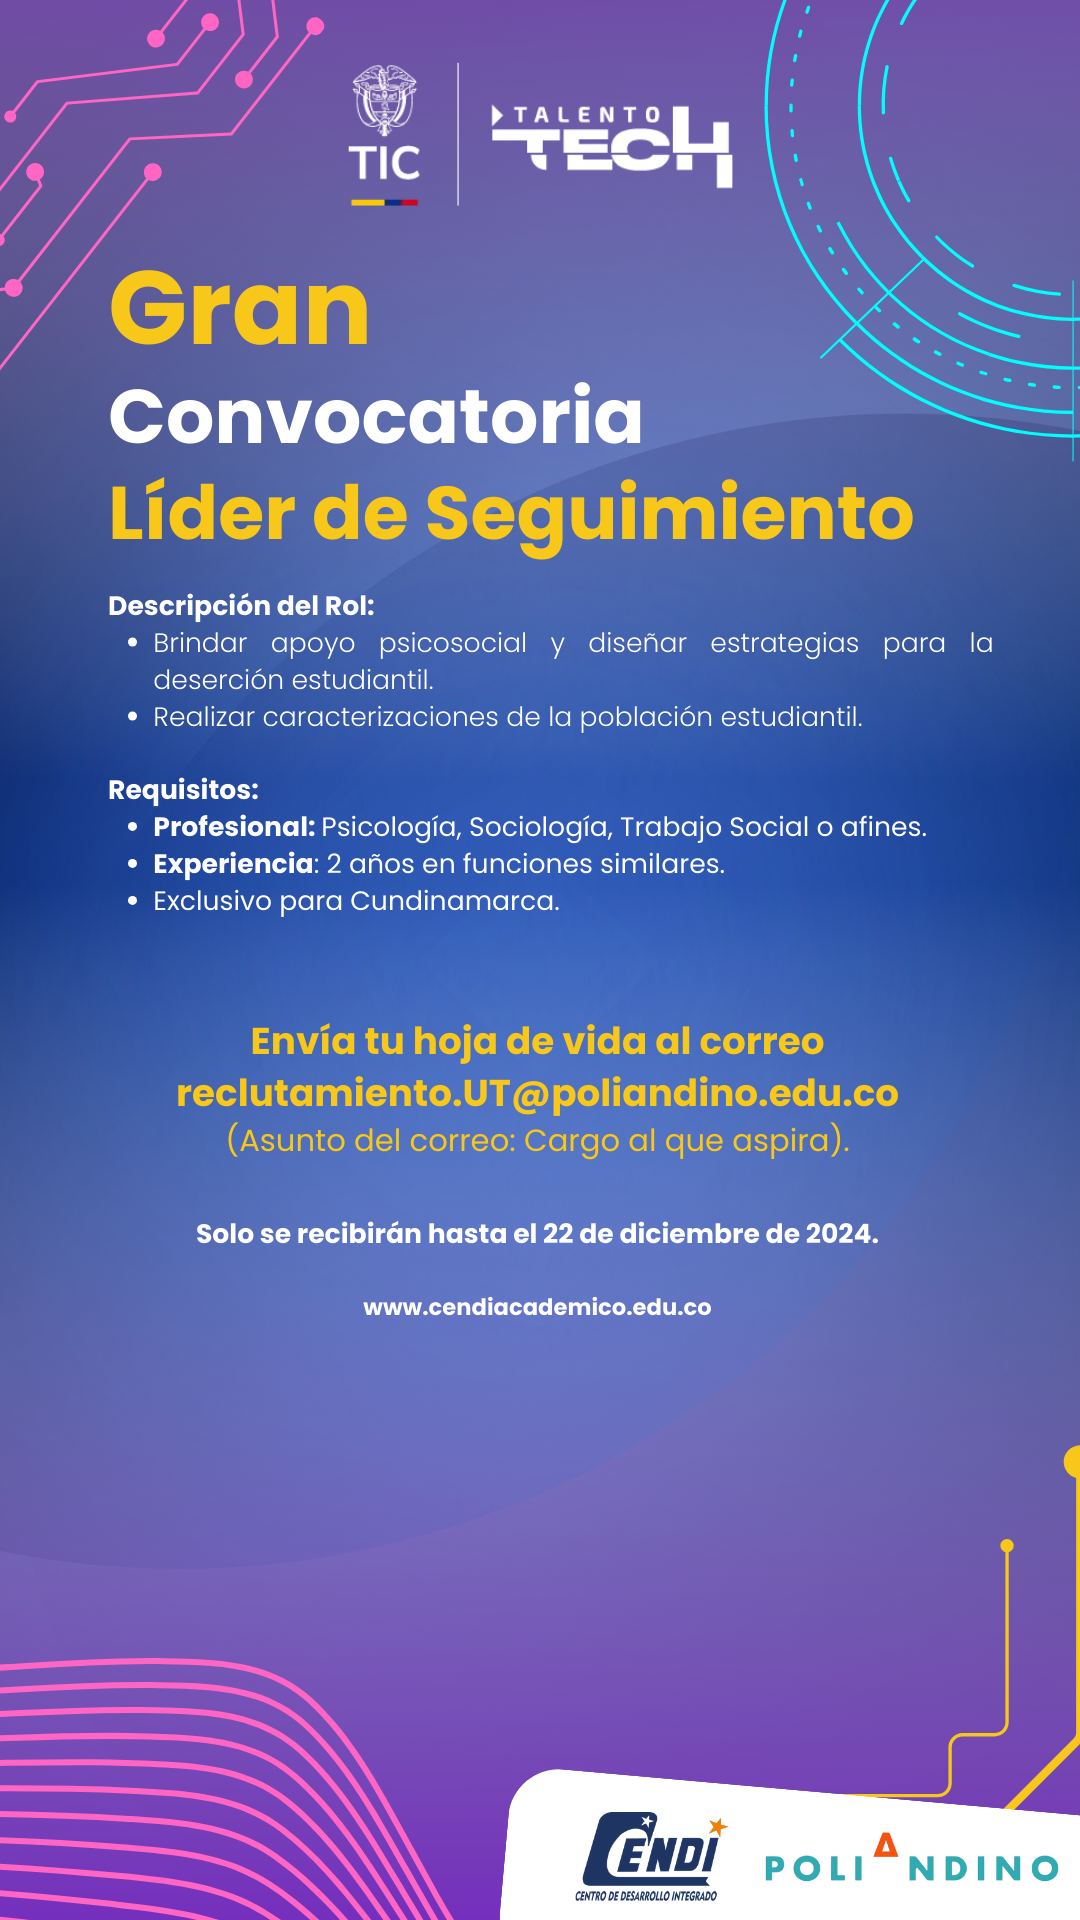 TIC
TALENTO
TECH
Gran
Convocatoria
Líder de Seguimiento
Descripción del Rol:
• Brindar apoyo psicosocial y diseñar estrategias para la
deserción estudiantil.
• Realizar caracterizaciones de la población estudiantil.
Requisitos:
• Profesional: Psicología, Sociología, Trabajo Social o afines.
• Experiencia: 2 años en funciones similares.
• Exclusivo para Cundinamarca.
Envía tu hoja de vida al correo
reclutamiento.UT@poliandino.edu.co
(Asunto del correo: Cargo al que aspira).
Solo se recibirán hasta el 22 de diciembre de 2024.
www.cendiacademico.edu.co
CENDI
CENTRO DE DESARROLLO INTEGRADO
POLIANDINO